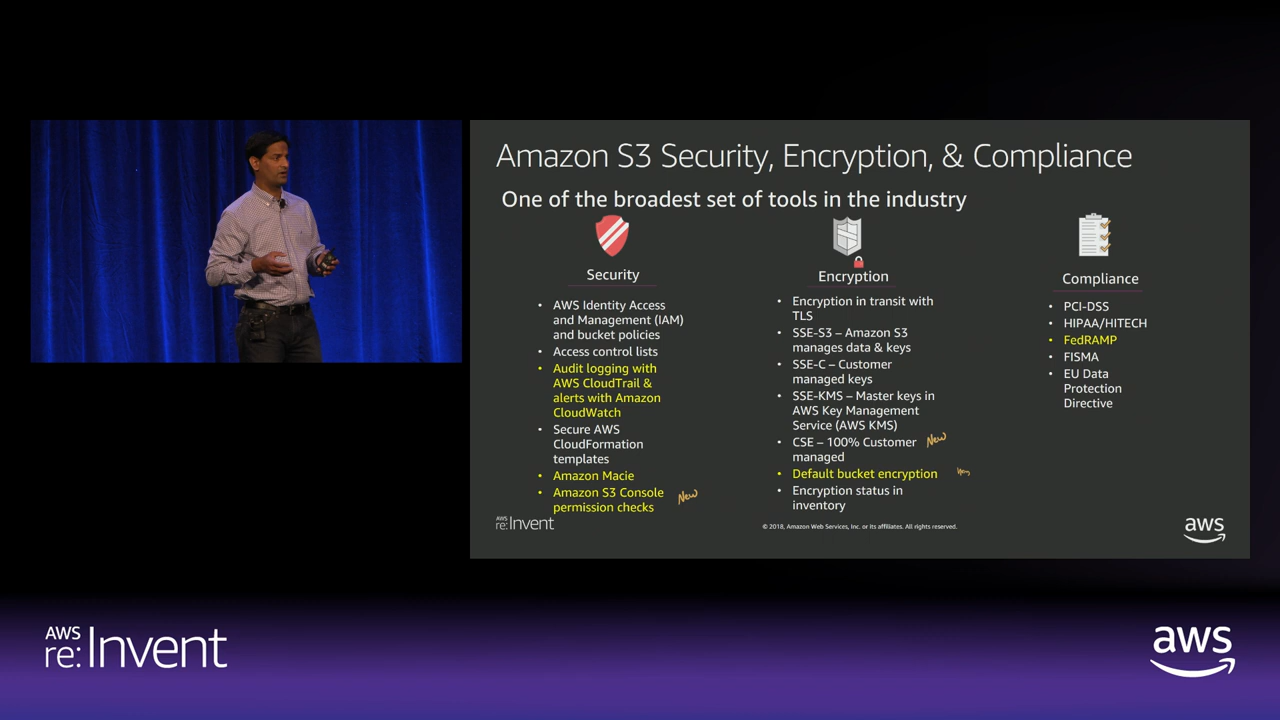 Amazon S3 Security, Encryption, & Compliance
One of the broadest set of tools in the industry
Security
• AWS Identity Access
and Management (IAM)
and bucket policies
• Access control lists
• Audit logging with
AWS CloudTrail &
alerts with Amazon
CloudWatch
• Secure AWS
CloudFormation
templates
• Amazon Macie
• Amazon S3 Console
permission checks
New
Encryption
• Encryption in transit with
TLS
• SSE-S3 – Amazon S3
manages data & keys
• SSE-C – Customer
managed keys
• SSE-KMS – Master keys in
AWS Key Management
Service (AWS KMS)
• CSE – 100% Customer
managed
New
• Default bucket encryption
• Encryption status in
inventory
Compliance
• PCI-DSS
• HIPAA/HITECH
• FedRAMP
• FISMA
• EU Data
Protection
Directive
AWS
re:Invent
© 2018, Amazon Web Services, Inc. or its affiliates. All rights reserved.
aws
AWS
re:Invent
aws